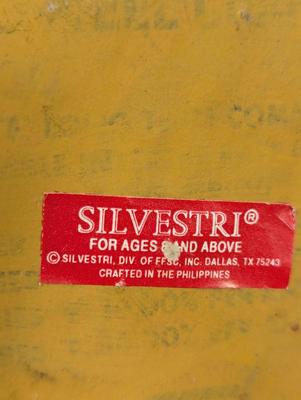 SILVESTRI®
FOR AGES 8 AND ABOVE
© SILVESTRI, DIV. OF FFSC, INC. DALLAS, TX 75243
CRAFTED IN THE PHILIPPINES